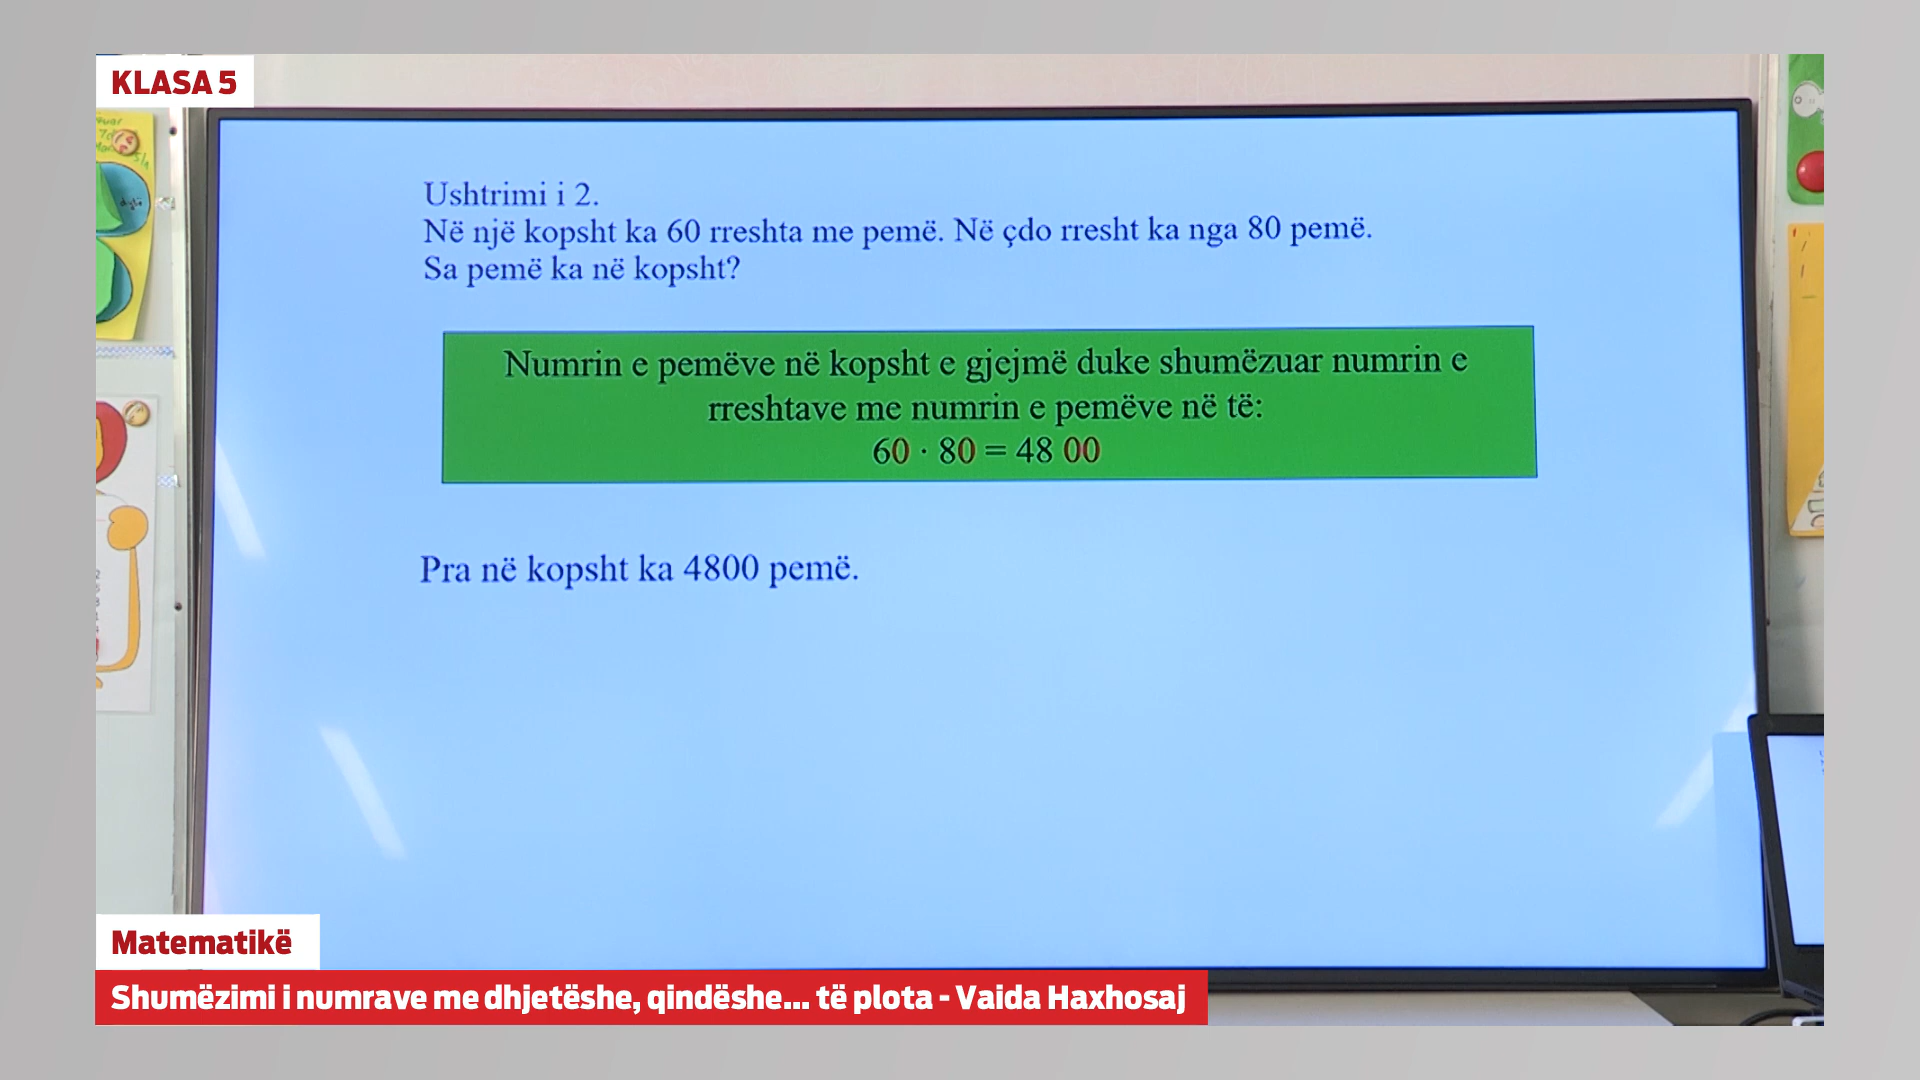 KLASA 5
Ushtrimi i 2.
Në një kopsht ka 60 rreshta me pemë. Në çdo rresht ka nga 80 pemë.
Sa pemë ka në kopsht?
Numrin e pemëve në kopsht e gjejmë duke shumëzuar numrin e
rreshtave me numrin e pemëve në të:
60 · 80 = 48 00
Pra në kopsht ka 4800 pemë.
Matematikë
Shumëzimi i numrave me dhjetëshe, qindëshe... të plota - Vaida Haxhosaj